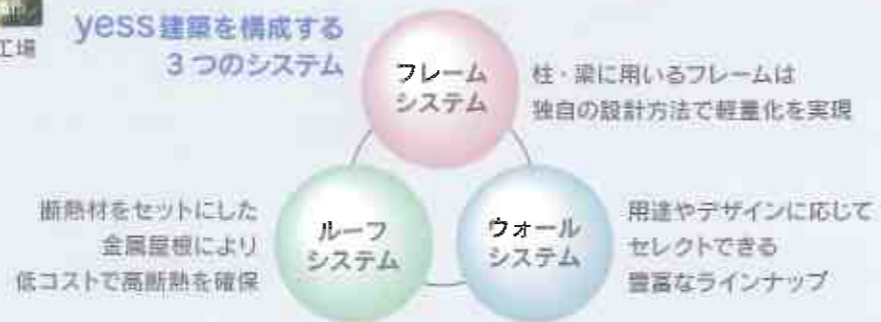 工場
yess建築を構成する
3つのシステム
フレーム
システム
柱・梁に用いるフレームは
独自の設計方法で軽量化を実現
断熱材をセットにした
金属屋根により
低コストで高断熱を確保
ルーフ
システム
ウォール
システム
用途やデザインに応じて
セレクトできる
豊富なラインナップ